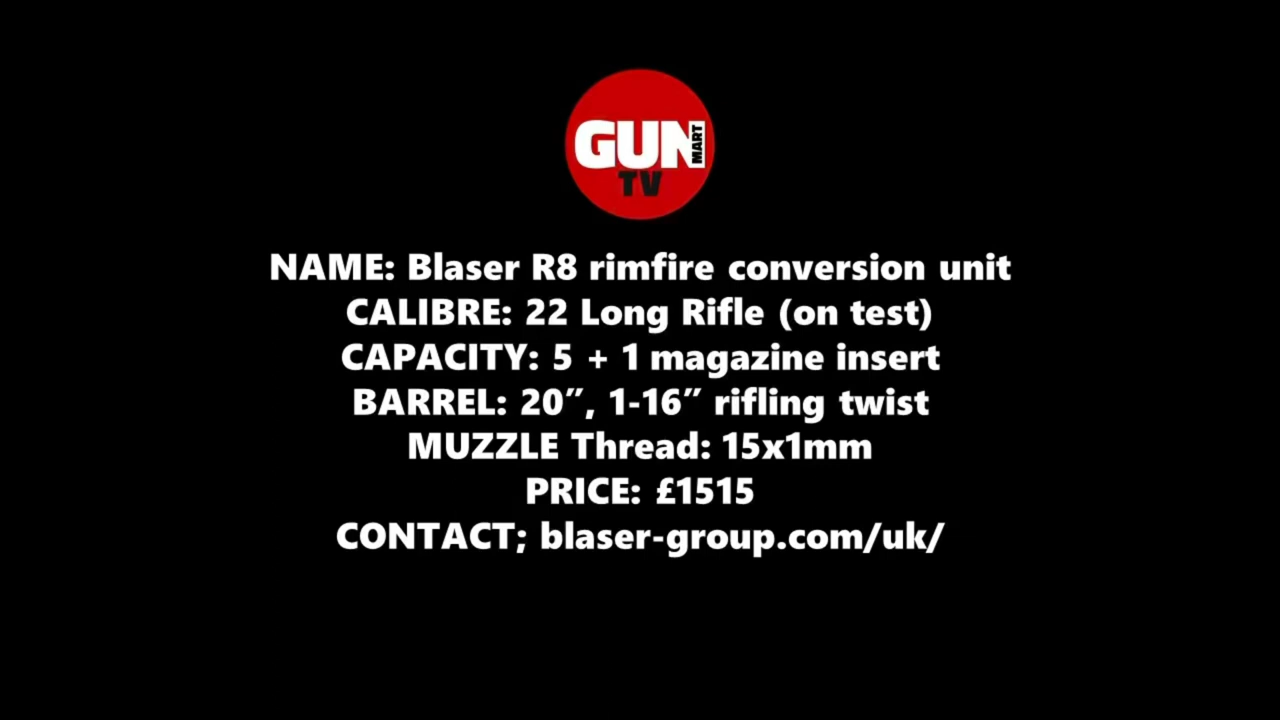 GUN
MART
TV
NAME: Blaser R8 rimfire conversion unit
CALIBRE: 22 Long Rifle (on test)
CAPACITY: 5 + 1 magazine insert
BARREL: 20”, 1-16” rifling twist
MUZZLE Thread: 15x1mm
PRICE: £1515
CONTACT; blaser-group.com/uk/